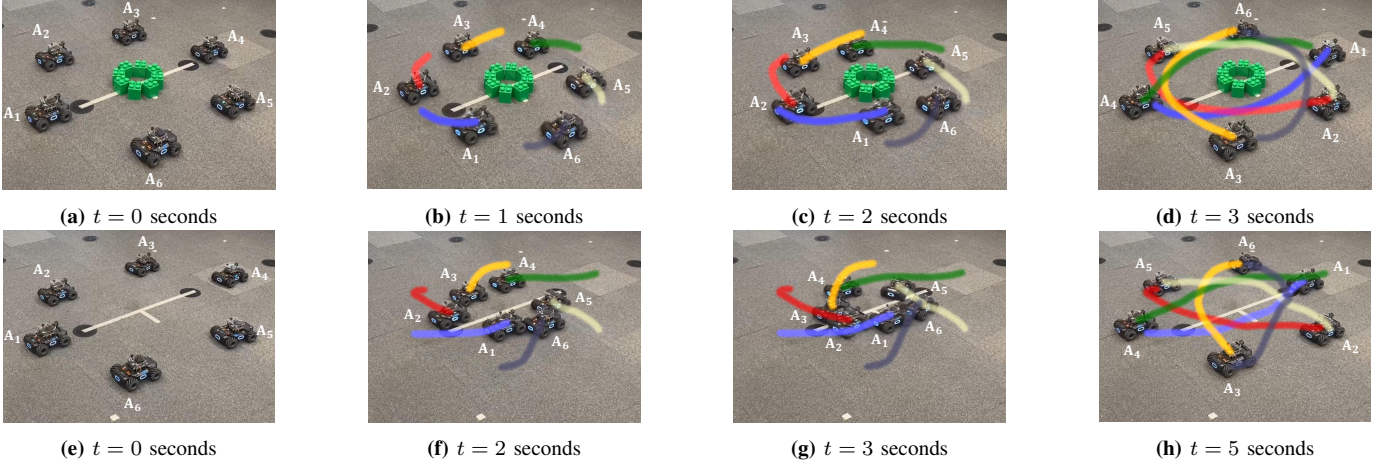 A₃
A₂
A₄
A₁
A₅
A₆
A₃
A₄
A₂
A₅
A₁
A₆
A₃
A₄
A₅
A₂
A₁
A₆
A₆
A₅
A₁
A₄
A₂
A₃
(a) t = 0 seconds
(b) t = 1 seconds
(c) t = 2 seconds
(d) t = 3 seconds
A₃
A₂
A₄
A₁
A₅
A₆
A₃
A₄
A₅
A₂
A₁
A₆
A₄
A₅
A₃
A₆
A₂
A₁
A₆
A₅
A₁
A₄
A₂
A₃
(e) t = 0 seconds
(f) t = 2 seconds
(g) t = 3 seconds
(h) t = 5 seconds